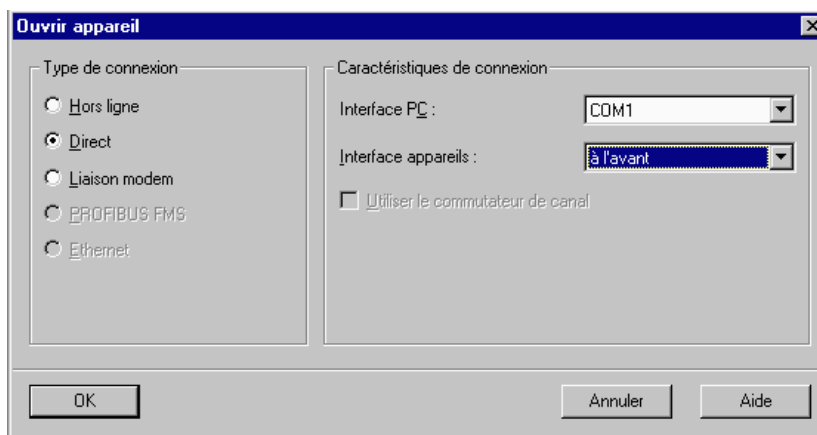 Ouvrir appareil
Type de connexion
Hors ligne
Direct
Liaison modem
PROFIBUS FMS
Ethernet
Caractéristiques de connexion
Interface PC :
COM1
Interface appareils :
à l'avant
Utiliser le commutateur de canal
OK
Annuler
Aide